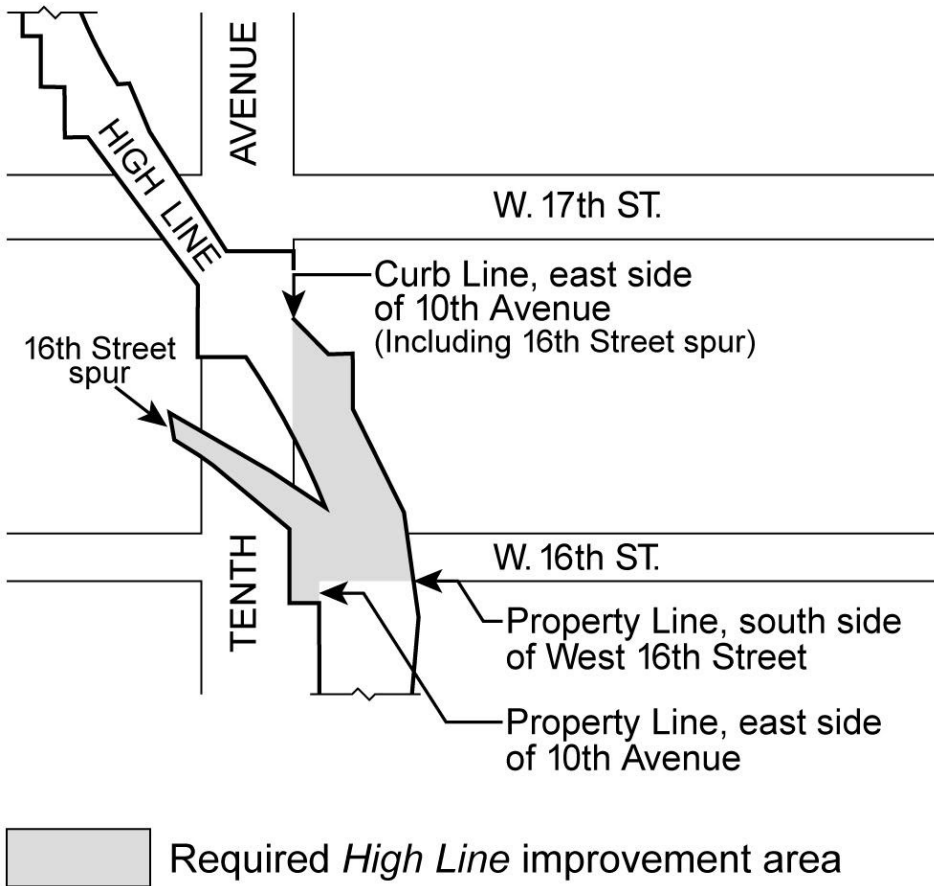 AVENUE
HIGH LINE
W. 17th ST.
Curb Line, east side
of 10th Avenue
(Including 16th Street spur)
16th Street
spur
TENTH
W. 16th ST.
Property Line, south side
of West 16th Street
Property Line, east side
of 10th Avenue
Required High Line improvement area